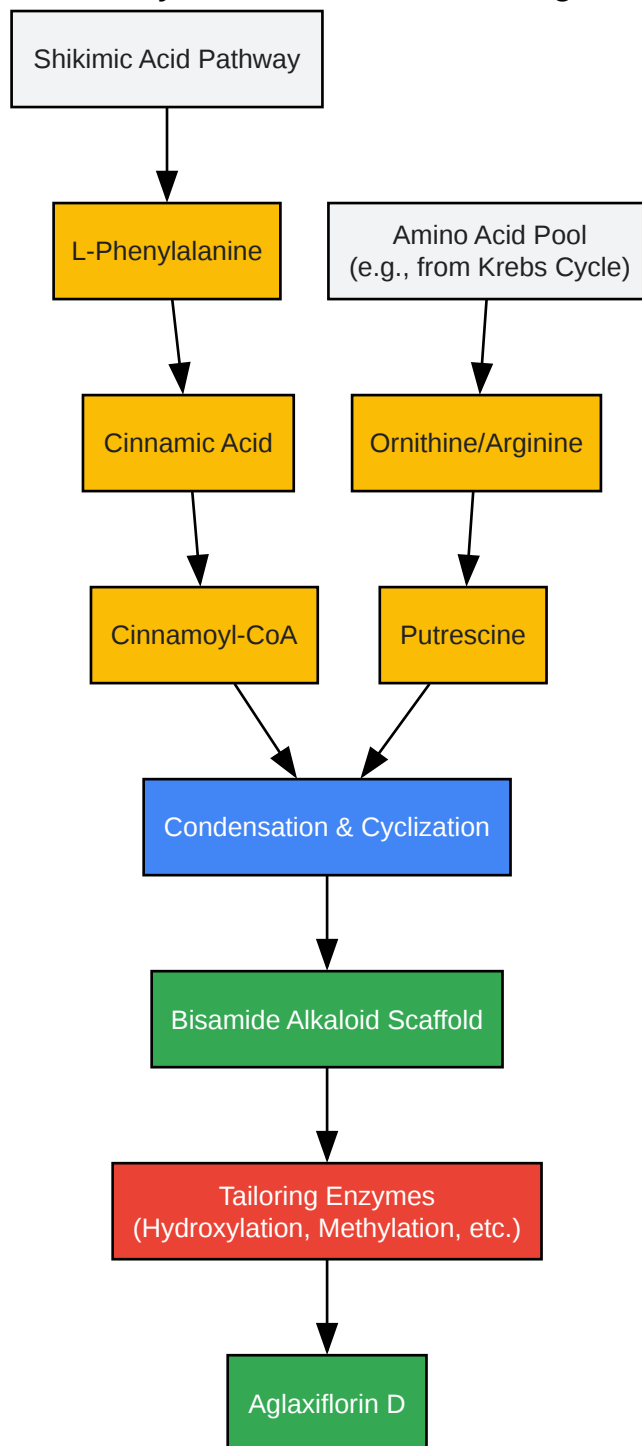 Shikimic Acid Pathway
L-Phenylalanine
Amino Acid Pool
(e.g., from Krebs Cycle)
Cinnamic Acid
Ornithine/Arginine
Cinnamoyl-CoA
Putrescine
Condensation & Cyclization
Bisamide Alkaloid Scaffold
Tailoring Enzymes
(Hydroxylation, Methylation, etc.)
Aglaxiflorin D